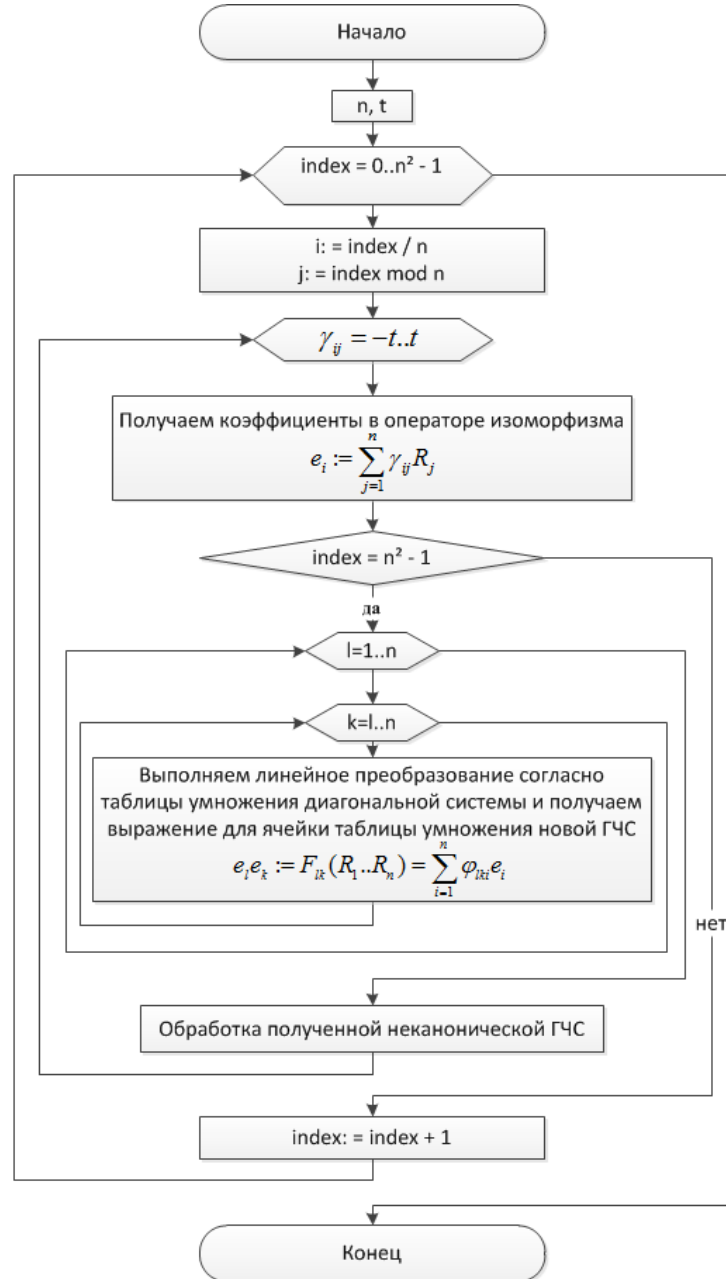 Начало
n, t
index = 0..n² - 1
i: = index / n
j: = index mod n
γᵢⱼ = −t..t
Получаем коэффициенты в операторе изоморфизма
eᵢ := ∑ⱼ₌₁ⁿ γᵢⱼ Rⱼ
index = n² - 1
да
l=1..n
k=l..n
Выполняем линейное преобразование согласно
таблицы умножения диагональной системы и получаем
выражение для ячейки таблицы умножения новой ГЧС
eₗeₖ := Fₗₖ(R₁..Rₙ) = ∑ᵢ₌₁ⁿ φₗₖᵢ eᵢ
нет
Обработка полученной неканонической ГЧС
index: = index + 1
Конец